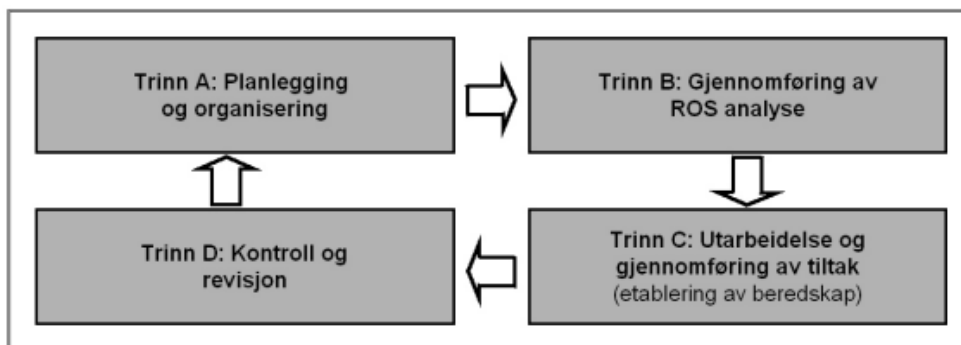 Trinn A: Planlegging
og organisering
Trinn B: Gjennomføring av
ROS analyse
Trinn D: Kontroll og
revisjon
Trinn C: Utarbeidelse og
gjennomføring av tiltak
(etablering av beredskap)